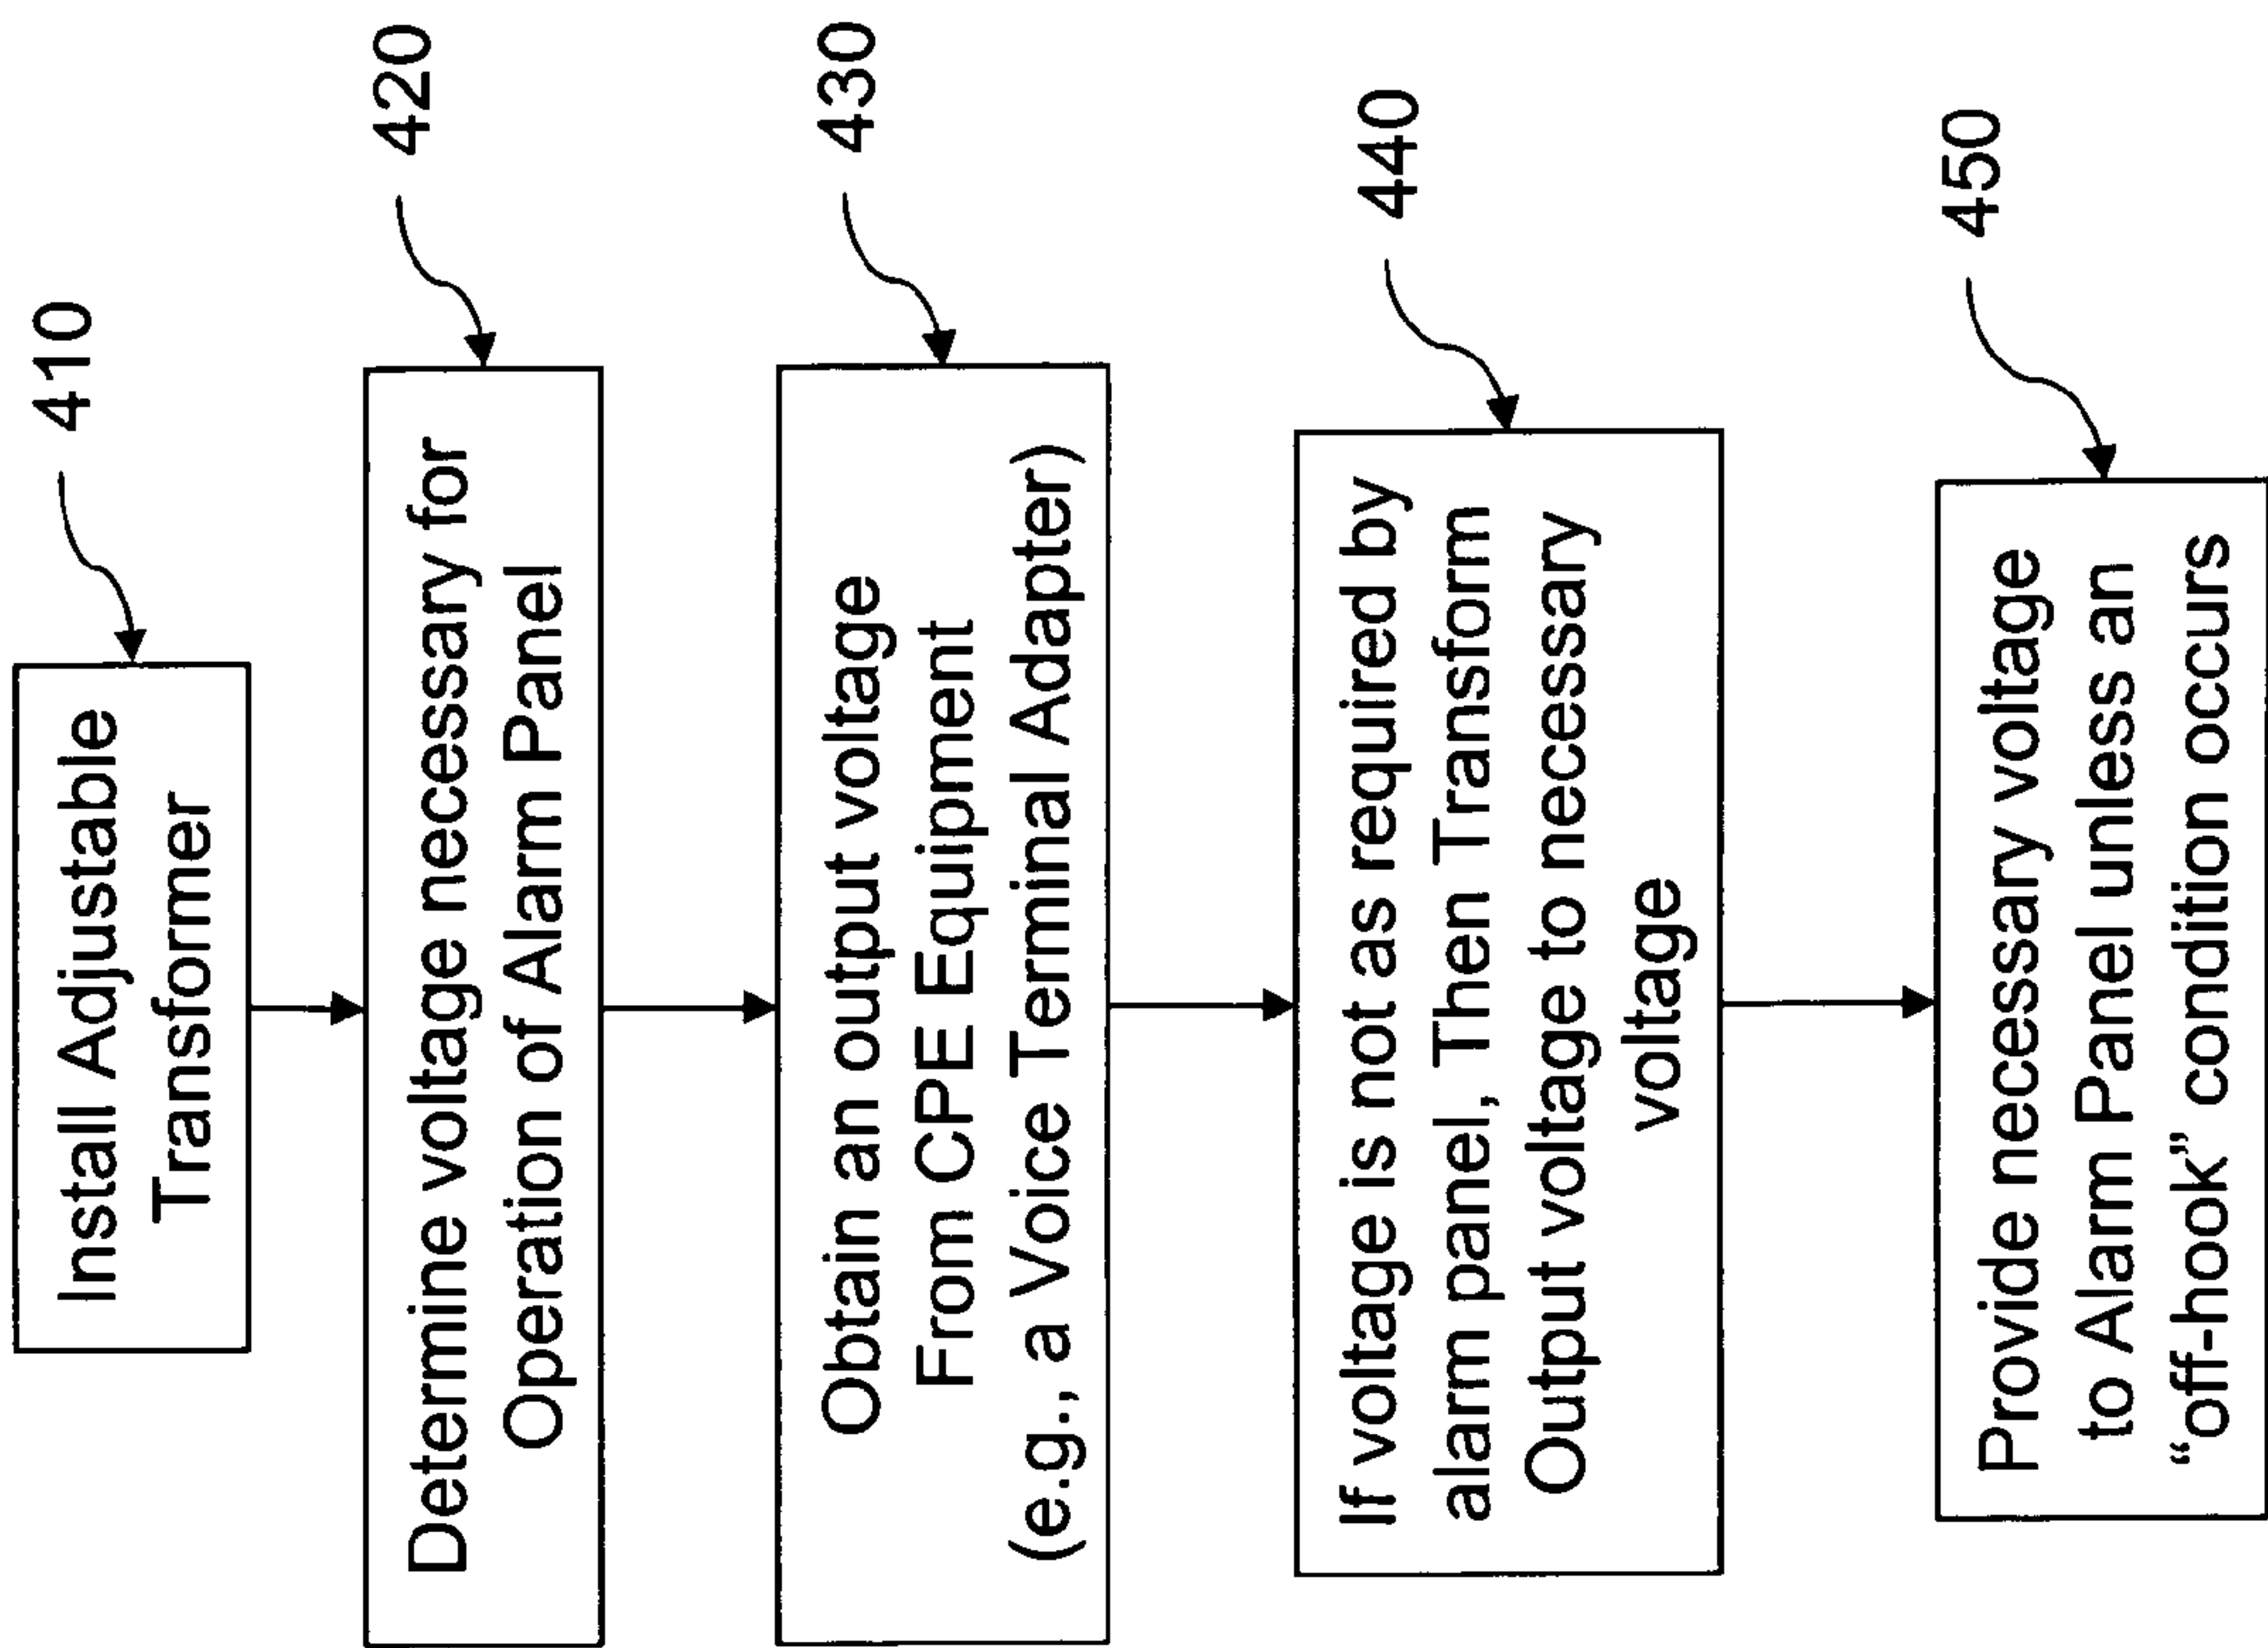 Install Adjustable
Transformer
410
Determine voltage necessary for
Operation of Alarm Panel
420
Obtain an output voltage
From CPE Equipment
(e.g., a Voice Terminal Adapter)
430
If voltage is not as required by
alarm panel, Then Transform
Output voltage to necessary
voltage
440
Provide necessary voltage
to Alarm Panel unless an
“off-hook” condition occurs
450